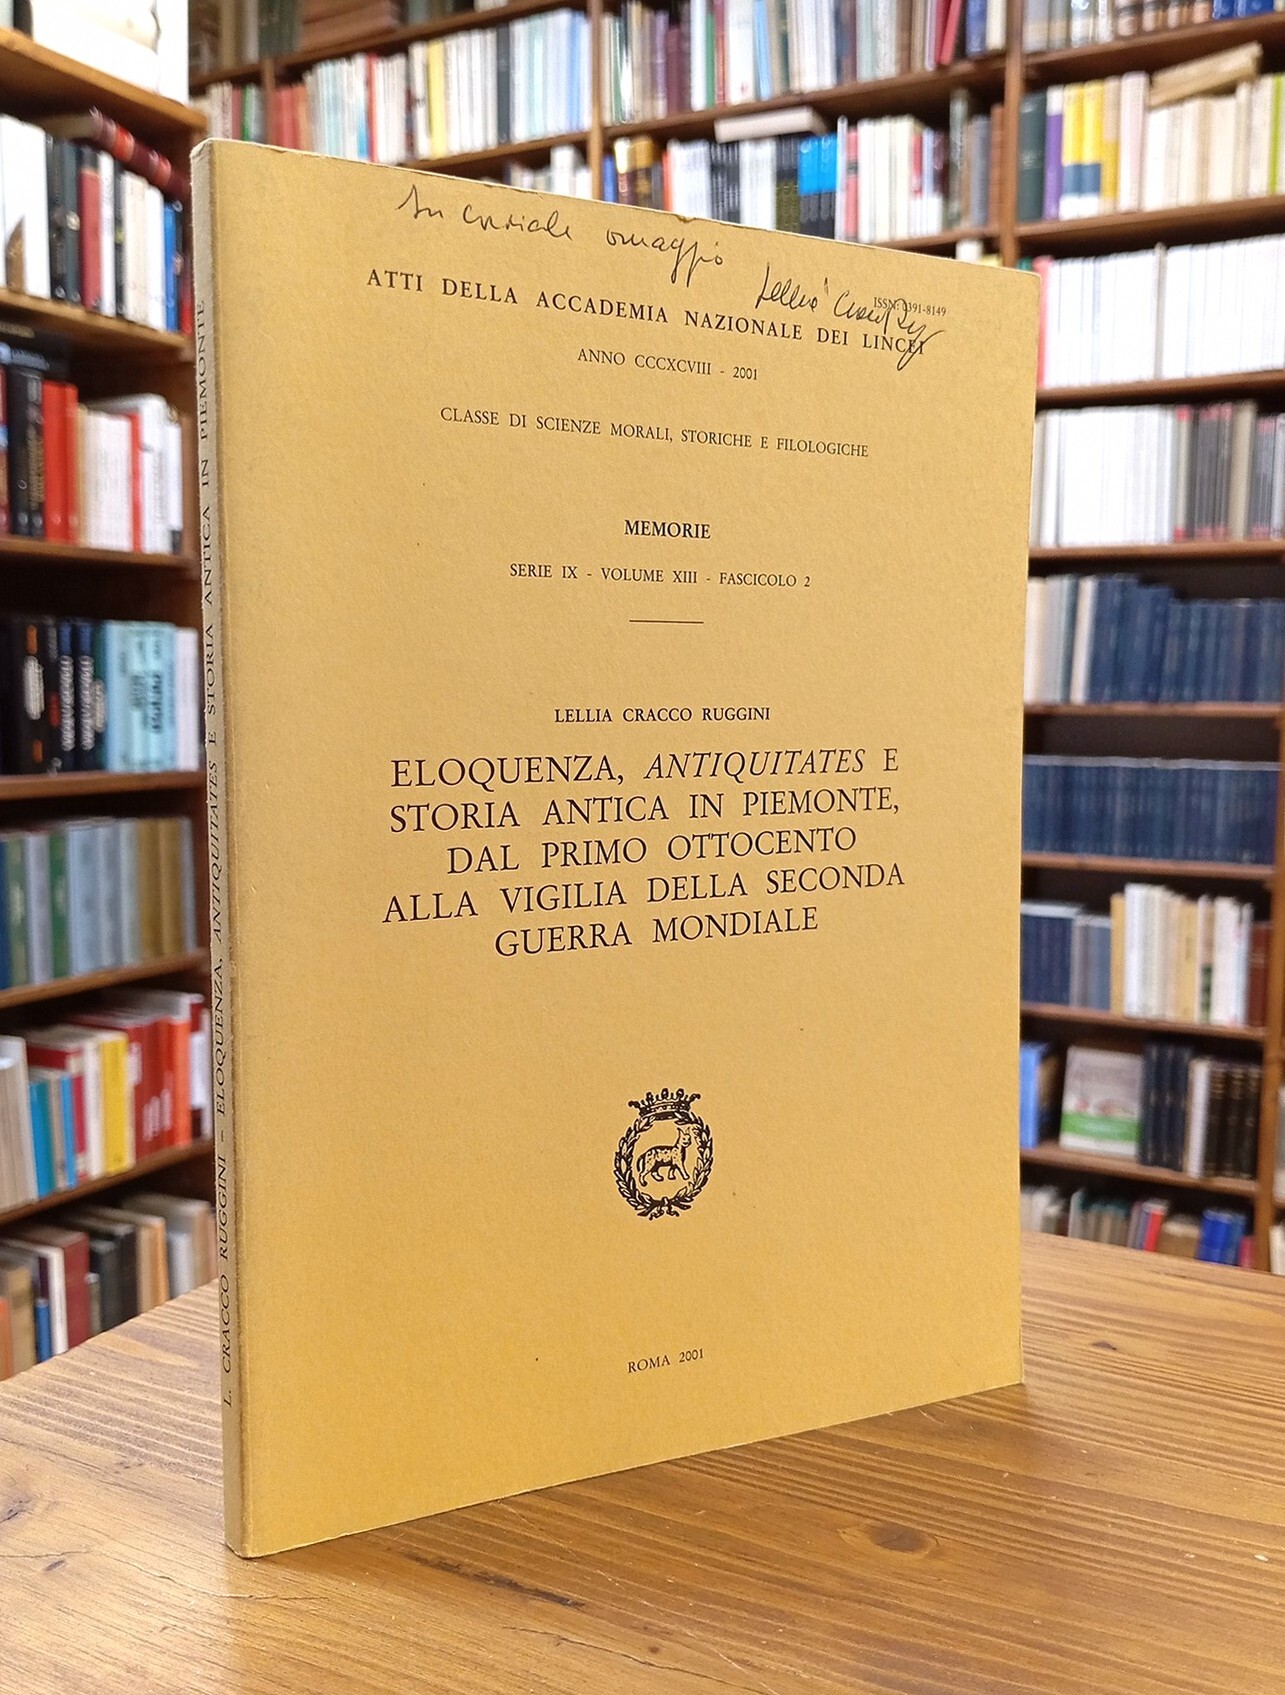 In cordiale omaggio
Lellia Cracco Ruggini
ISSN: 0391-8149
ATTI DELLA ACCADEMIA NAZIONALE DEI LINCEI
ANNO CCCXCVIII - 2001
CLASSE DI SCIENZE MORALI, STORICHE E FILOLOGICHE
MEMORIE
SERIE IX - VOLUME XIII - FASCICOLO 2
LELLIA CRACCO RUGGINI
ELOQUENZA, ANTIQUITATES E
STORIA ANTICA IN PIEMONTE,
DAL PRIMO OTTOCENTO
ALLA VIGILIA DELLA SECONDA
GUERRA MONDIALE
ROMA 2001
L. CRACCO RUGGINI - ELOQUENZA, ANTIQUITATES E STORIA ANTICA IN PIEMONTE